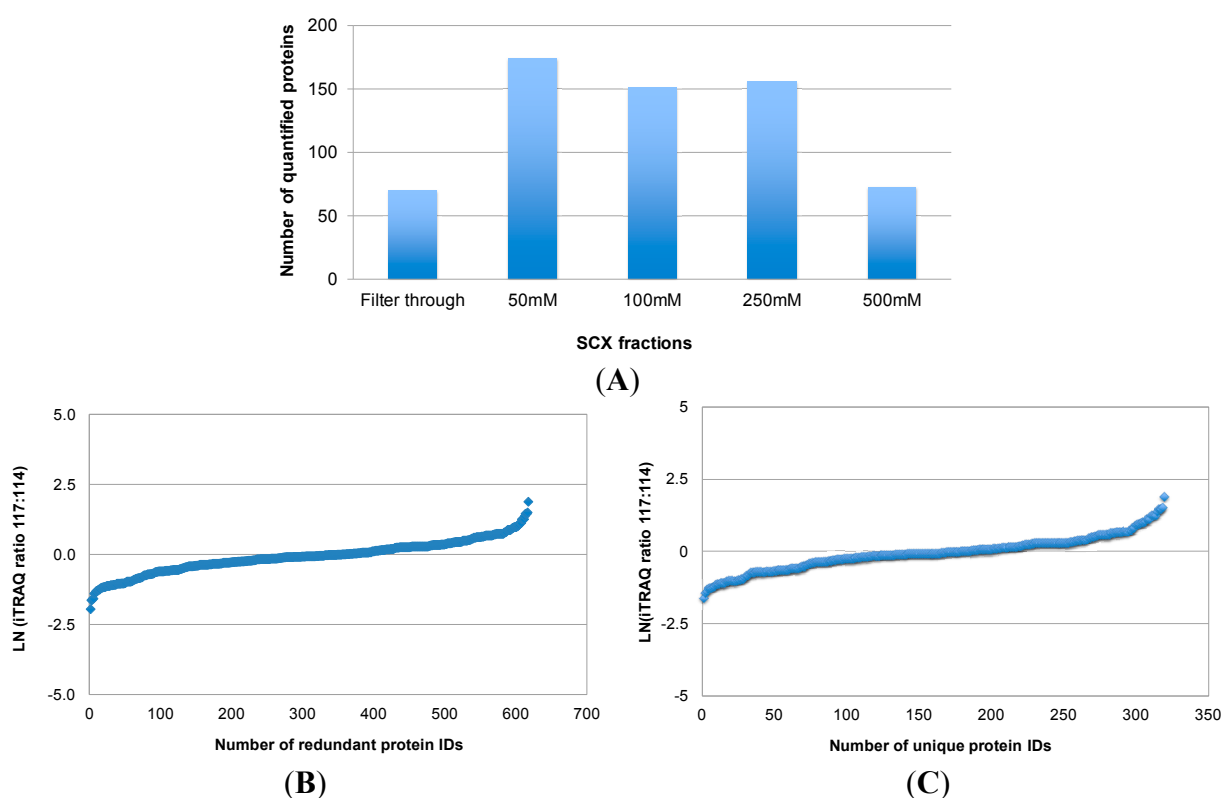 Number of quantified proteins
200
150
100
50
0
Filter through 50mM 100mM 250mM 500mM
SCX fractions
(A)
LN (iTRAQ ratio 117:114)
5.0
2.5
0.0
-2.5
-5.0
0 100 200 300 400 500 600 700
Number of redundant protein IDs
(B)
LN(iTRAQ ratio 117:114)
5
2.5
0
-2.5
-5
0 50 100 150 200 250 300 350
Number of unique protein IDs
(C)